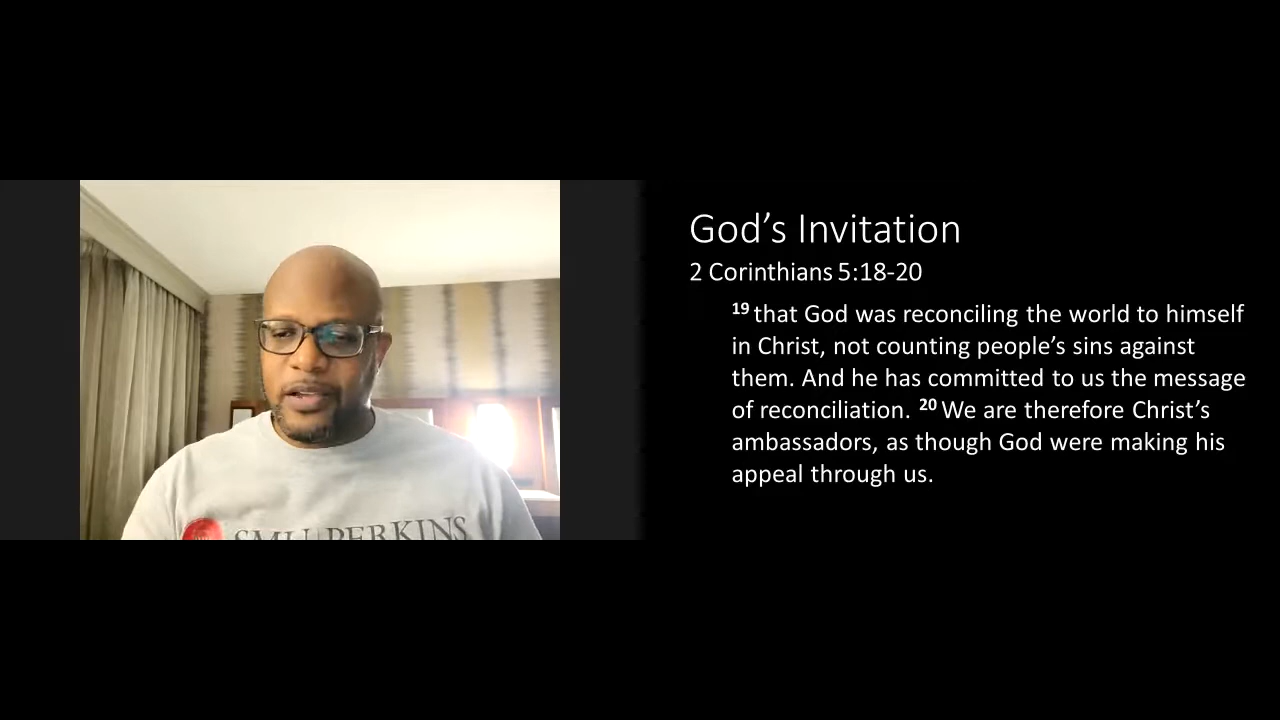 God’s Invitation
2 Corinthians 5:18-20
19 that God was reconciling the world to himself
in Christ, not counting people’s sins against
them. And he has committed to us the message
of reconciliation. 20 We are therefore Christ’s
ambassadors, as though God were making his
appeal through us.
SMU PERKINS